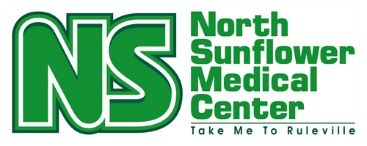 NS
North
Sunflower
Medical
Center
Take Me To Ruleville